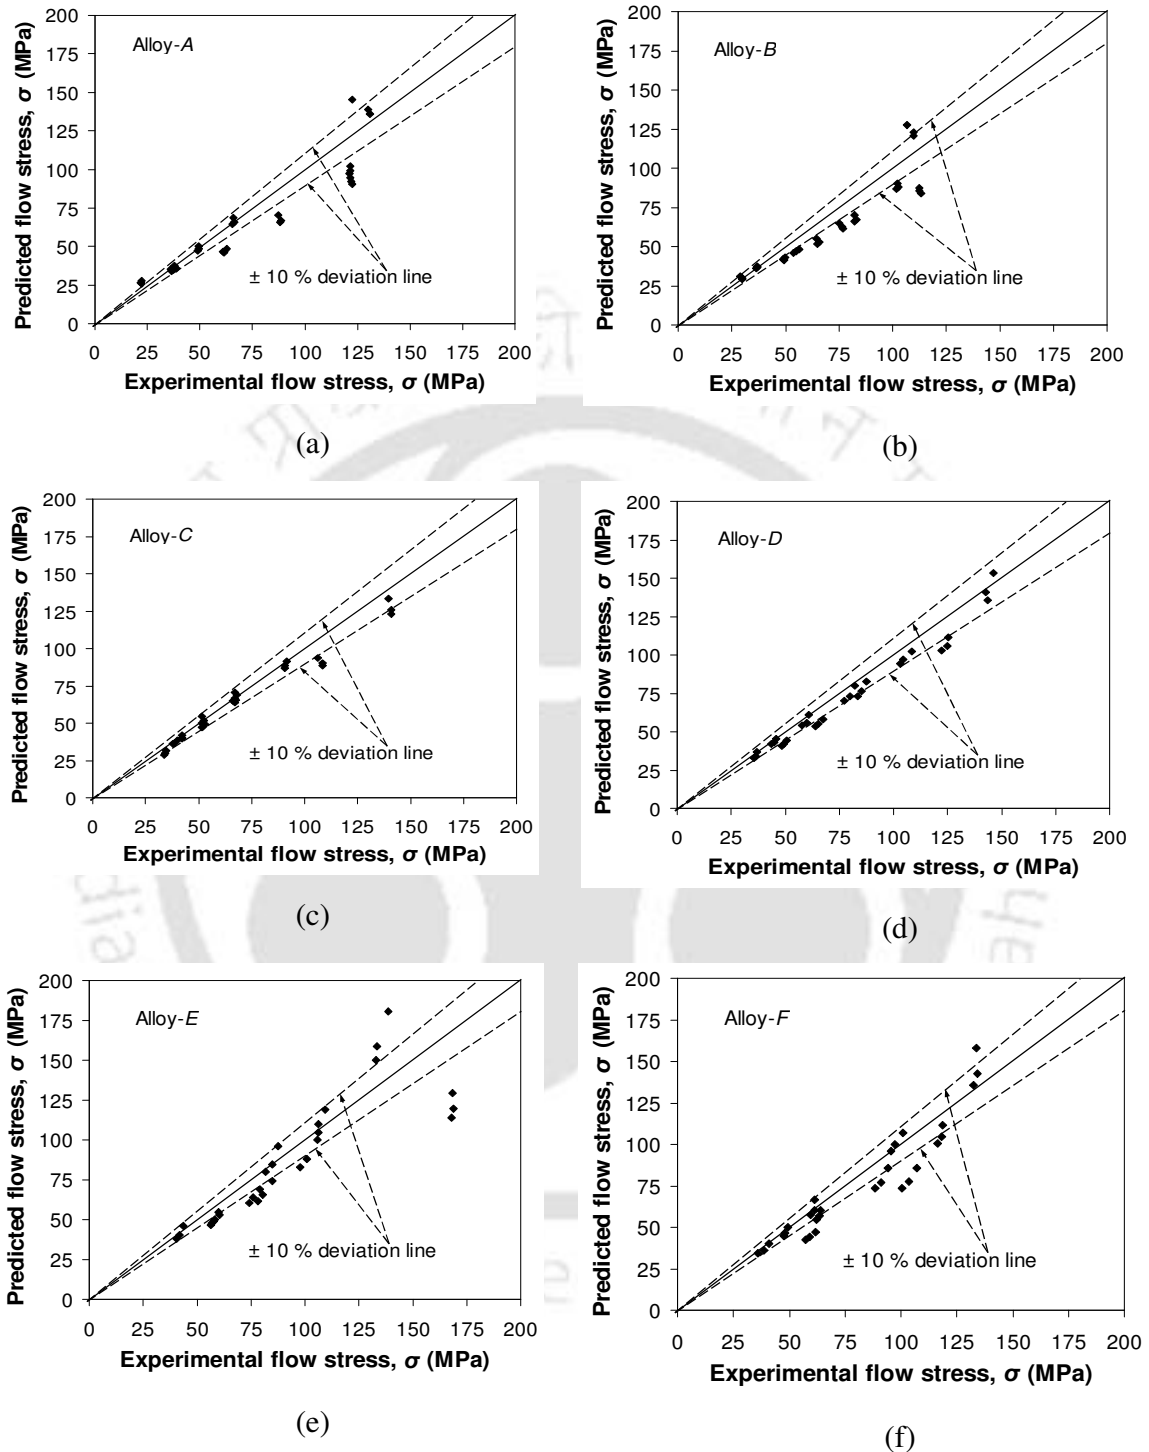 Alloy-A
± 10 % deviation line
Predicted flow stress, σ (MPa)
200
175
150
125
100
75
50
25
0
0 25 50 75 100 125 150 175 200
Experimental flow stress, σ (MPa)
(a)
Alloy-B
± 10 % deviation line
Predicted flow stress, σ (MPa)
200
175
150
125
100
75
50
25
0
0 25 50 75 100 125 150 175 200
Experimental flow stress, σ (MPa)
(b)
Alloy-C
± 10 % deviation line
Predicted flow stress, σ (MPa)
200
175
150
125
100
75
50
25
0
0 25 50 75 100 125 150 175 200
Experimental flow stress, σ (MPa)
(c)
Alloy-D
± 10 % deviation line
Predicted flow stress, σ (MPa)
200
175
150
125
100
75
50
25
0
0 25 50 75 100 125 150 175 200
Experimental flow stress, σ (MPa)
(d)
Alloy-E
± 10 % deviation line
Predicted flow stress, σ (MPa)
200
175
150
125
100
75
50
25
0
0 25 50 75 100 125 150 175 200
Experimental flow stress, σ (MPa)
(e)
Alloy-F
± 10 % deviation line
Predicted flow stress, σ (MPa)
200
175
150
125
100
75
50
25
0
0 25 50 75 100 125 150 175 200
Experimental flow stress, σ (MPa)
(f)